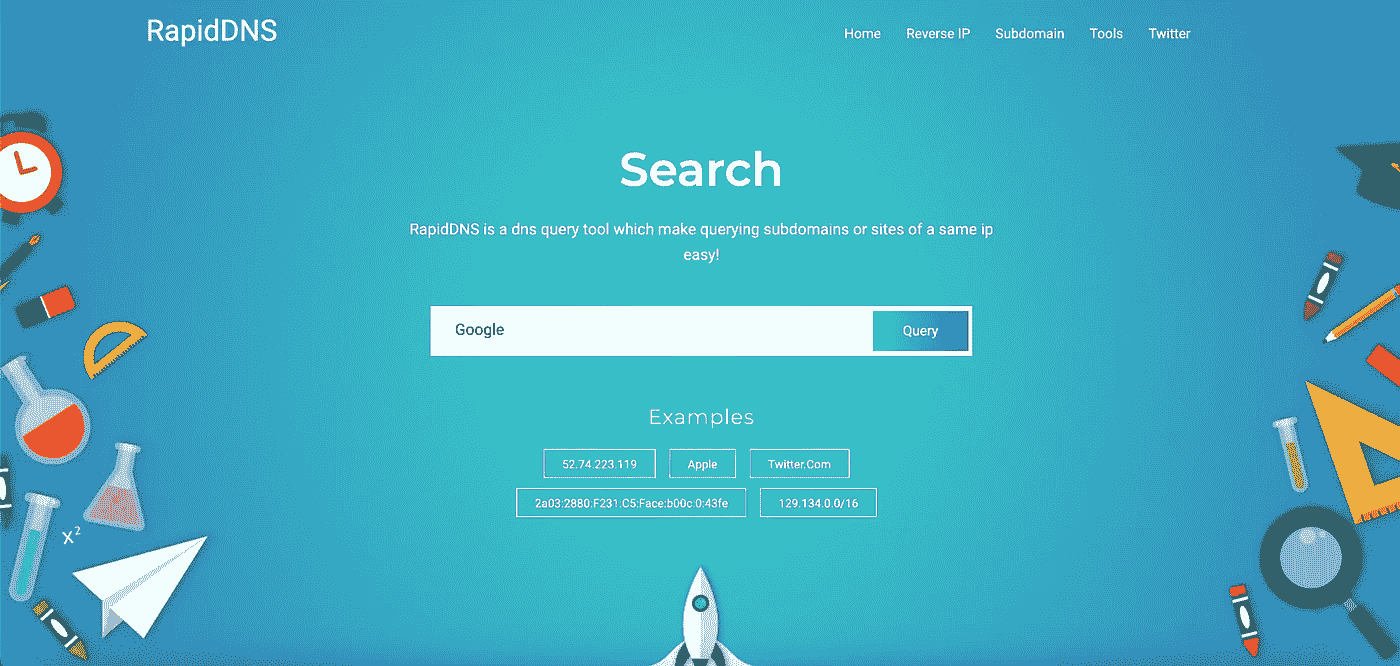 RapidDNS
Home Reverse IP Subdomain Tools Twitter
Search
RapidDNS is a dns query tool which make querying subdomains or sites of a same ip
easy!
Google Query
Examples
52.74.223.119 Apple Twitter.Com
2a03:2880:F231:C5:Face:b00c:0:43fe 129.134.0.0/16
x²